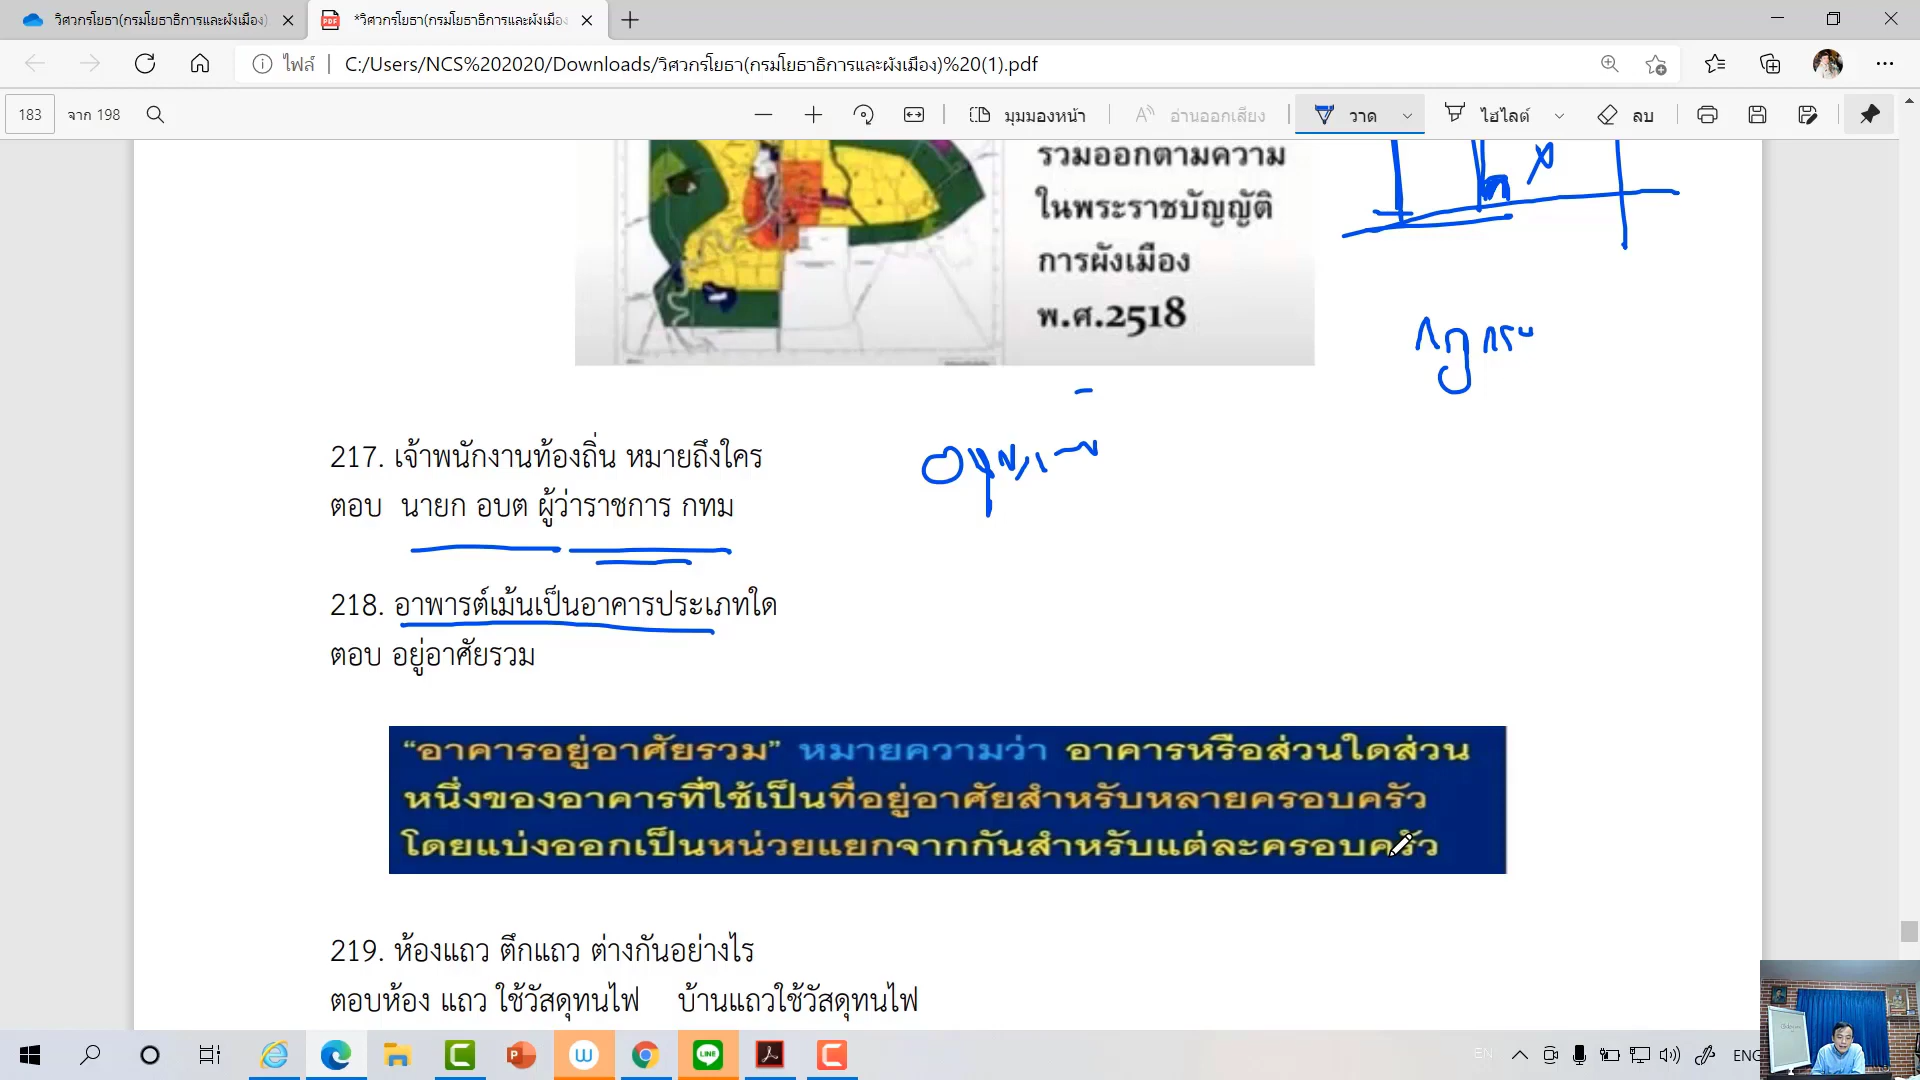 วิศวกรโยธา(กรมโยธาธิการและผังเมือง)
*วิศวกรโยธา(กรมโยธาธิการและผังเมือง
ไฟล์ C:/Users/NCS%202020/Downloads/วิศวกรโยธา(กรมโยธาธิการและผังเมือง)%20(1).pdf
183 จาก 198 มุมมองหน้า อ่านออกเสียง วาด ไฮไลต์ ลบ
รวมออกตามความ
ในพระราชบัญญัติ
การผังเมือง
พ.ศ.2518
217. เจ้าพนักงานท้องถิ่น หมายถึงใคร
ตอบ นายก อบต ผู้ว่าราชการ กทม
218. อาพารต์เม้นเป็นอาคารประเภทใด
ตอบ อยู่อาศัยรวม
“อาคารอยู่อาศัยรวม” หมายความว่า อาคารหรือส่วนใดส่วน
หนึ่งของอาคารที่ใช้เป็นที่อยู่อาศัยสำหรับหลายครอบครัว
โดยแบ่งออกเป็นหน่วยแยกจากกันสำหรับแต่ละครอบครัว
219. ห้องแถว ตึกแถว ต่างกันอย่างไร
ตอบห้อง แถว ใช้วัสดุทนไฟ บ้านแถวใช้วัสดุทนไฟ
EN ENG